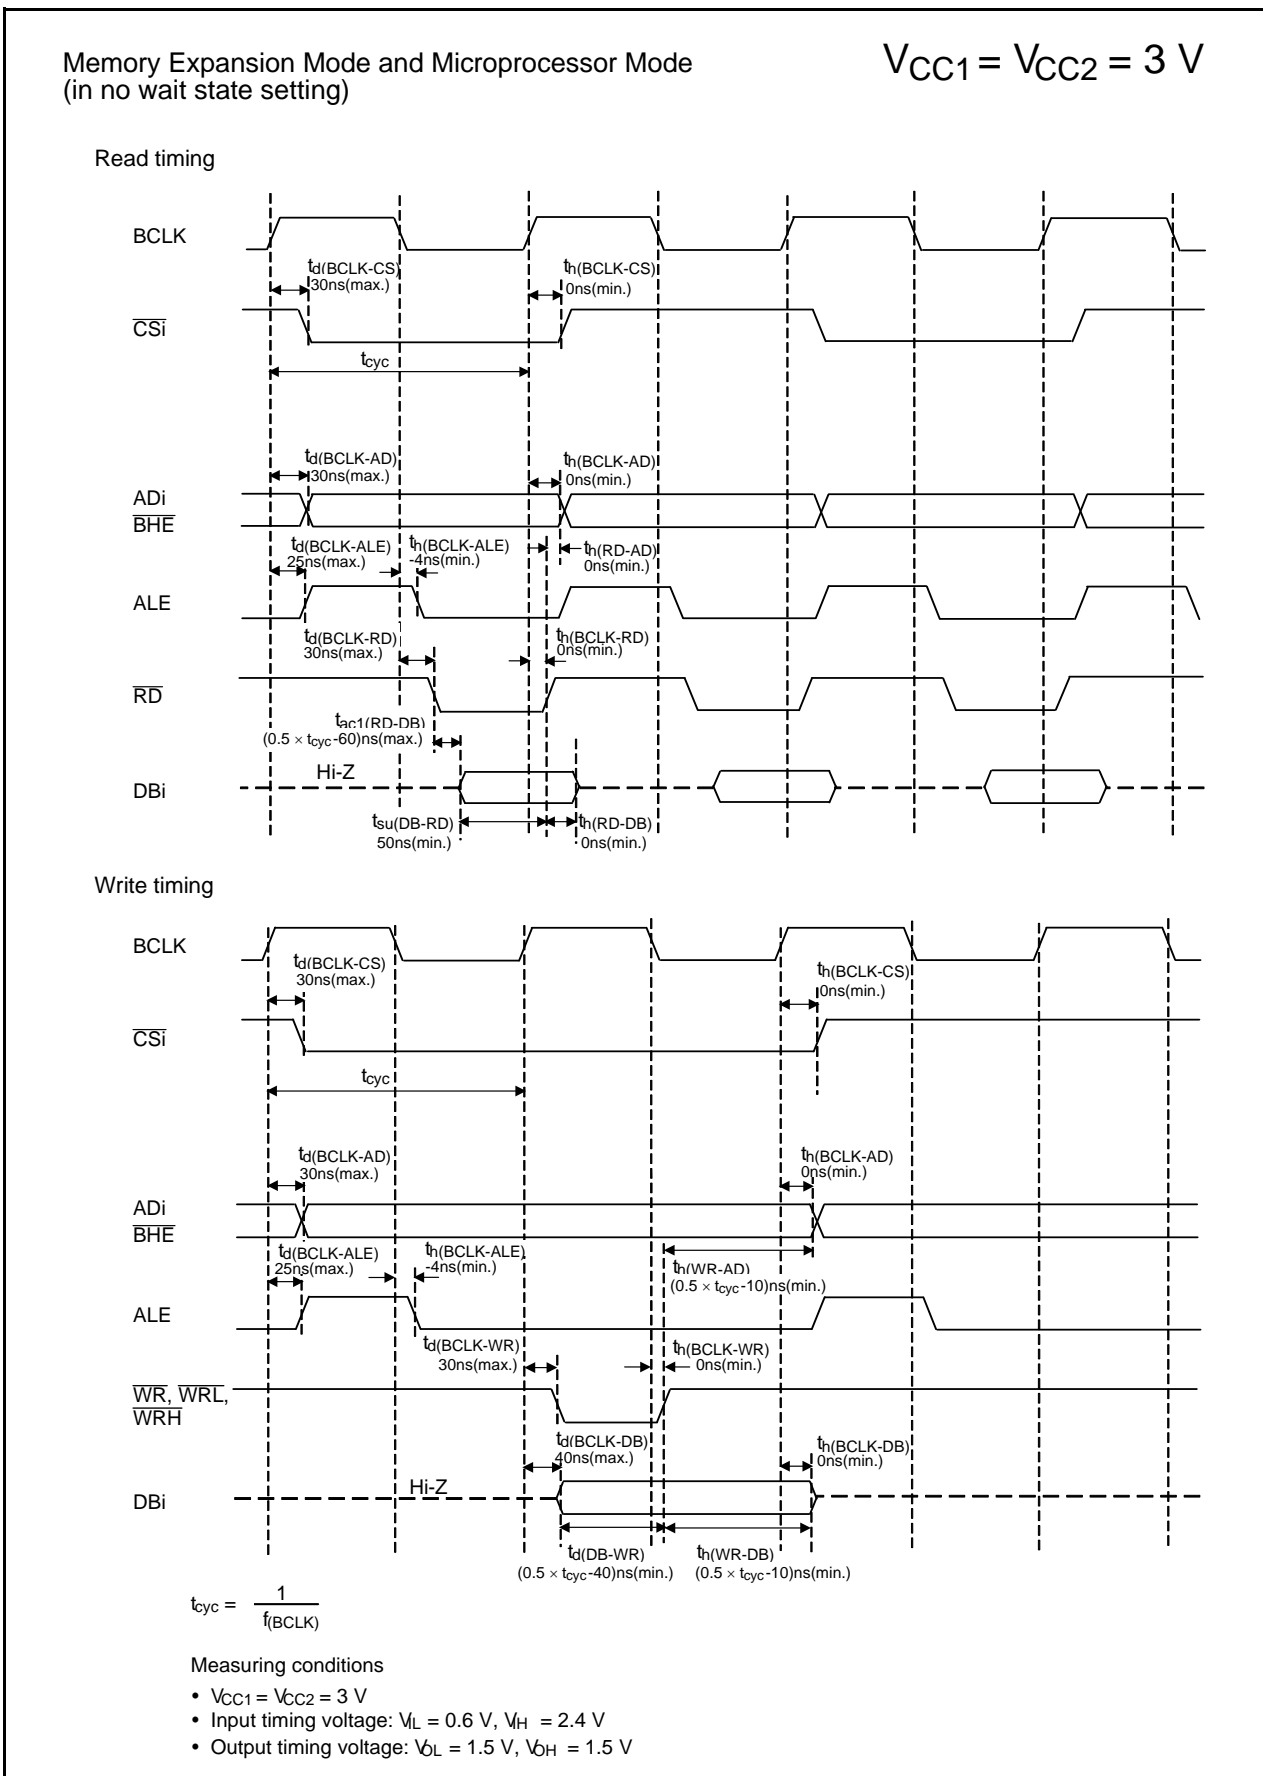 Memory Expansion Mode and Microprocessor Mode
(in no wait state setting)
VCC1 = VCC2 = 3 V
Read timing
BCLK
td(BCLK-CS)
30ns(max.)
th(BCLK-CS)
0ns(min.)
CSi
tcyc
td(BCLK-AD)
30ns(max.)
th(BCLK-AD)
0ns(min.)
ADi
BHE
td(BCLK-ALE)
25ns(max.)
th(BCLK-ALE)
-4ns(min.)
th(RD-AD)
0ns(min.)
ALE
td(BCLK-RD)
30ns(max.)
th(BCLK-RD)
0ns(min.)
RD
tac1(RD-DB)
(0.5 × tcyc-60)ns(max.)
Hi-Z
DBi
tsu(DB-RD)
50ns(min.)
th(RD-DB)
0ns(min.)
Write timing
BCLK
td(BCLK-CS)
30ns(max.)
th(BCLK-CS)
0ns(min.)
CSi
tcyc
td(BCLK-AD)
30ns(max.)
th(BCLK-AD)
0ns(min.)
ADi
BHE
td(BCLK-ALE)
25ns(max.)
th(BCLK-ALE)
-4ns(min.)
th(WR-AD)
(0.5 × tcyc-10)ns(min.)
ALE
td(BCLK-WR)
30ns(max.)
th(BCLK-WR)
0ns(min.)
WR, WRL,
WRH
td(BCLK-DB)
40ns(max.)
th(BCLK-DB)
0ns(min.)
Hi-Z
DBi
td(DB-WR)
(0.5 × tcyc-40)ns(min.)
th(WR-DB)
(0.5 × tcyc-10)ns(min.)
tcyc = 1
f(BCLK)
Measuring conditions
• VCC1 = VCC2 = 3 V
• Input timing voltage: VIL = 0.6 V, VIH = 2.4 V
• Output timing voltage: VOL = 1.5 V, VOH = 1.5 V